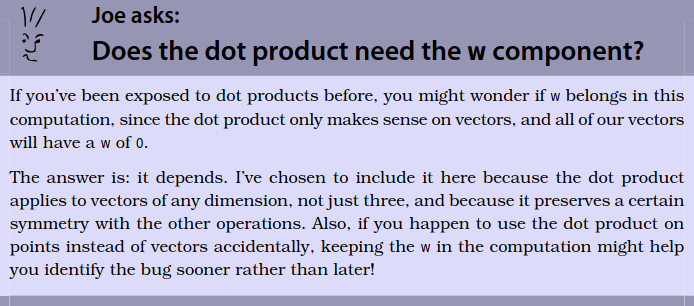 Joe asks:
Does the dot product need the w component?
If you’ve been exposed to dot products before, you might wonder if w belongs in this
computation, since the dot product only makes sense on vectors, and all of our vectors
will have a w of 0.
The answer is: it depends. I’ve chosen to include it here because the dot product
applies to vectors of any dimension, not just three, and because it preserves a certain
symmetry with the other operations. Also, if you happen to use the dot product on
points instead of vectors accidentally, keeping the w in the computation might help
you identify the bug sooner rather than later!